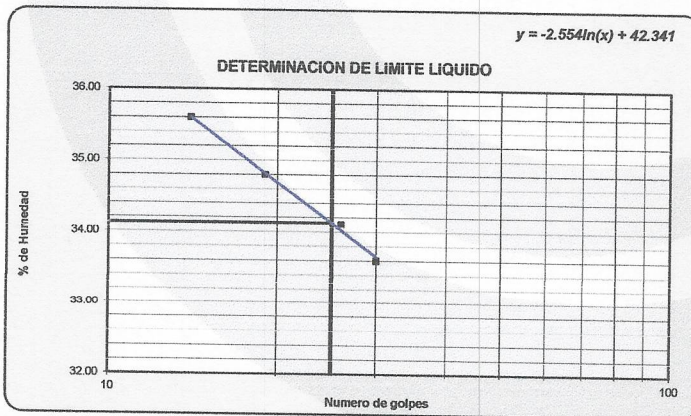 y = -2.554ln(x) + 42.341
DETERMINACION DE LIMITE LIQUIDO
36.00
35.00
34.00
33.00
32.00
% de Humedad
10
100
Numero de golpes